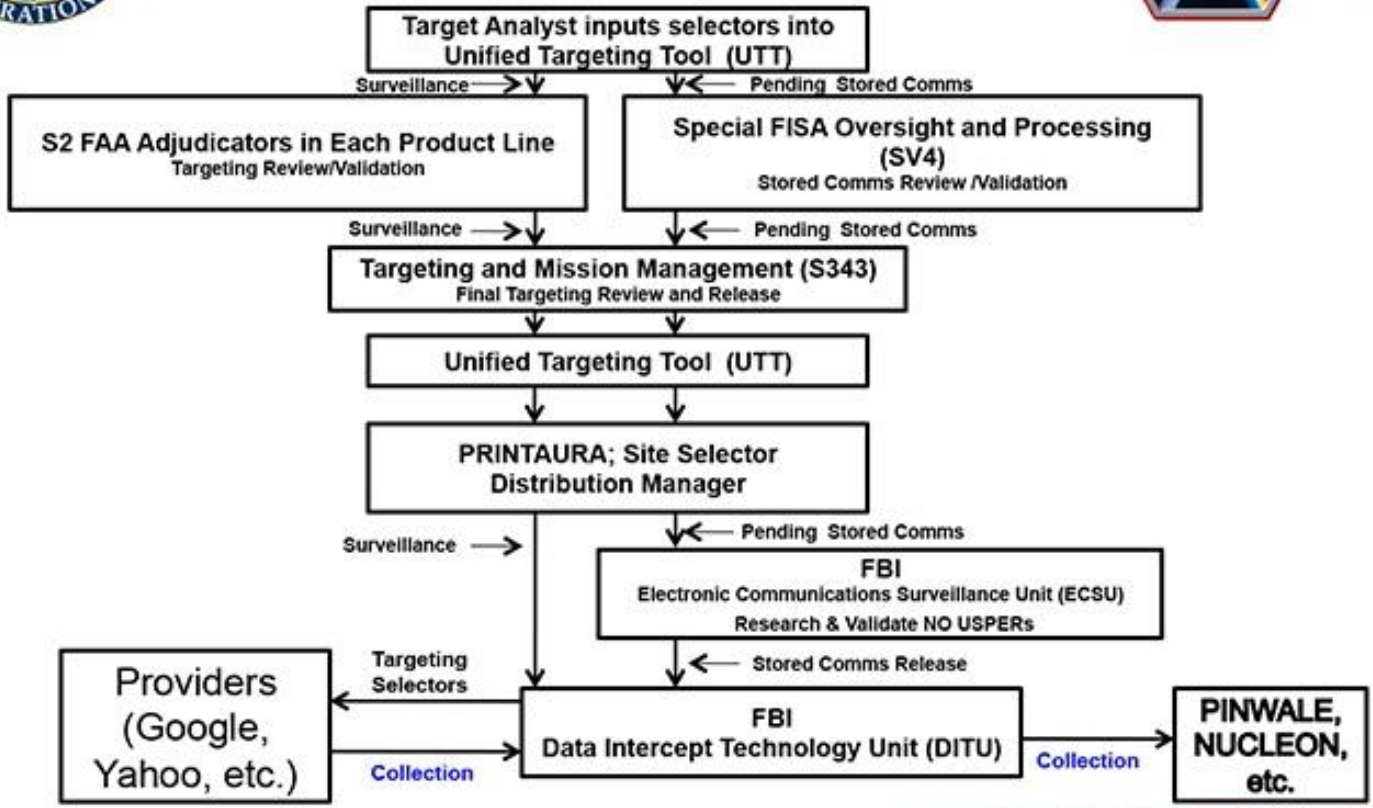 RATION
Target Analyst inputs selectors into
Unified Targeting Tool (UTT)
Surveillance
Pending Stored Comms
S2 FAA Adjudicators in Each Product Line
Targeting Review/Validation
Special FISA Oversight and Processing
(SV4)
Stored Comms Review /Validation
Surveillance
Pending Stored Comms
Targeting and Mission Management (S343)
Final Targeting Review and Release
Unified Targeting Tool (UTT)
PRINTAURA; Site Selector
Distribution Manager
Surveillance
Pending Stored Comms
FBI
Electronic Communications Surveillance Unit (ECSU)
Research & Validate NO USPERs
Targeting
Selectors
Stored Comms Release
Providers
(Google,
Yahoo, etc.)
Collection
FBI
Data Intercept Technology Unit (DITU)
Collection
PINWALE,
NUCLEON,
etc.